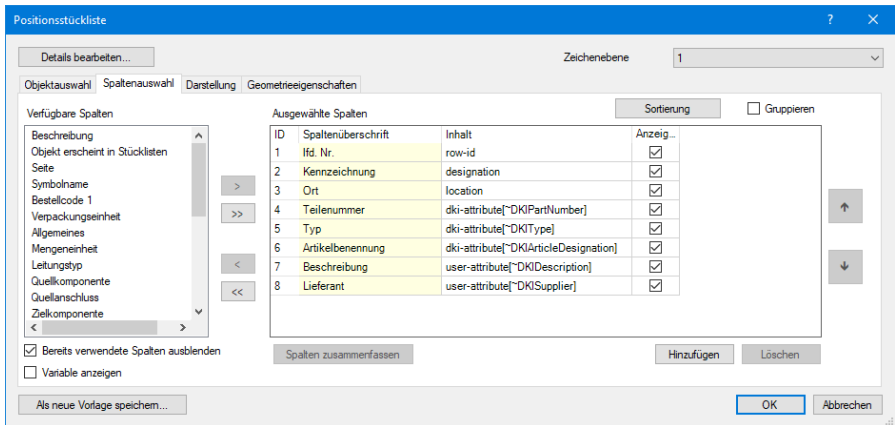 Positionsstückliste ? ×
Details bearbeiten... Zeichenebene 1
Objektauswahl Spaltenauswahl Darstellung Geometrieeigenschaften
Verfügbare Spalten
Beschreibung
Objekt erscheint in Stücklisten
Seite
Symbolname
Bestellcode 1
Verpackungseinheit
Allgemeines
Mengeneinheit
Leitungstyp
Quellkomponente
Quellanschluss
Zielkomponente
Bereits verwendete Spalten ausblenden
Variable anzeigen
>
>>
<
<<
Ausgewählte Spalten Sortierung Gruppieren
ID Spaltenüberschrift Inhalt Anzeig...
1 lfd. Nr. row-id
2 Kennzeichnung designation
3 Ort location
4 Teilenummer dki-attribute[~DKIPartNumber]
5 Typ dki-attribute[~DKIType]
6 Artikelbenennung dki-attribute[~DKIArticleDesignation]
7 Beschreibung user-attribute[~DKIDescription]
8 Lieferant user-attribute[~DKISupplier]
Spalten zusammenfassen Hinzufügen Löschen
Als neue Vorlage speichern... OK Abbrechen